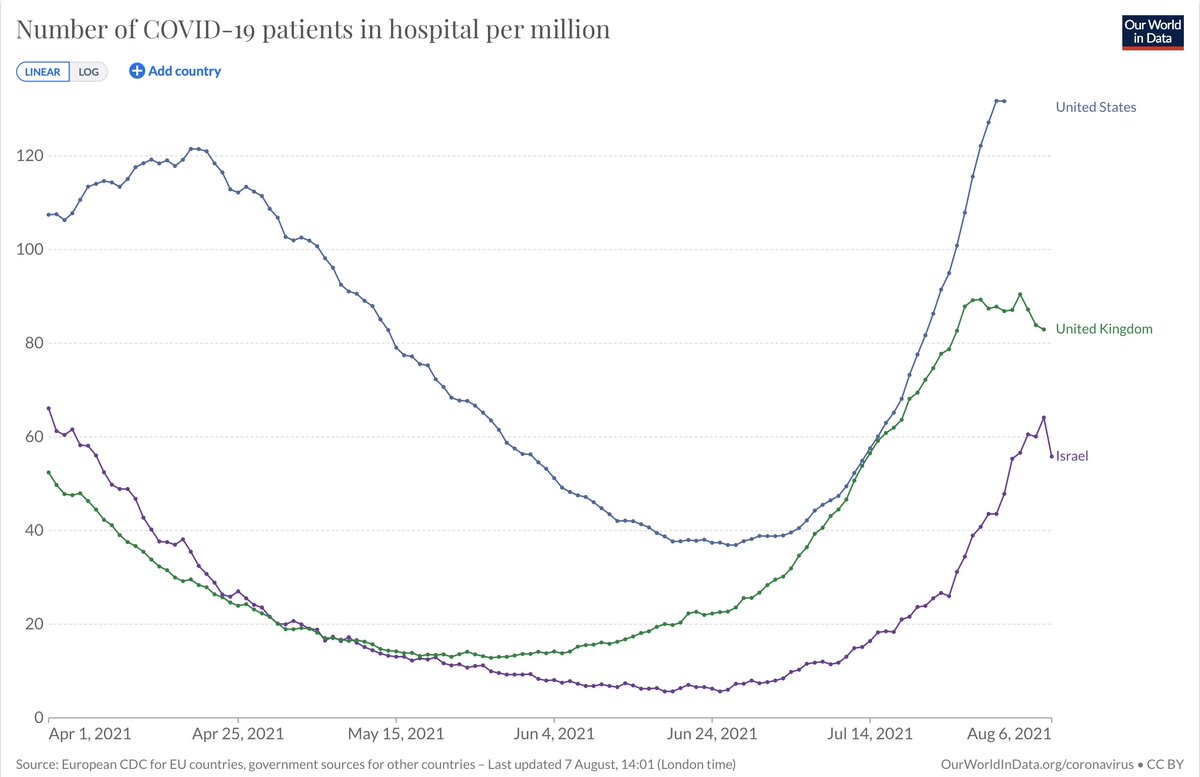 Number of COVID-19 patients in hospital per million
Our World
in Data
LINEAR LOG
Add country
United States
120
100
80
United Kingdom
60
Israel
40
20
0
Apr 1, 2021 Apr 25, 2021 May 15, 2021 Jun 4, 2021 Jun 24, 2021 Jul 14, 2021 Aug 6, 2021
Source: European CDC for EU countries, government sources for other countries – Last updated 7 August, 14:01 (London time) OurWorldInData.org/coronavirus • CC BY